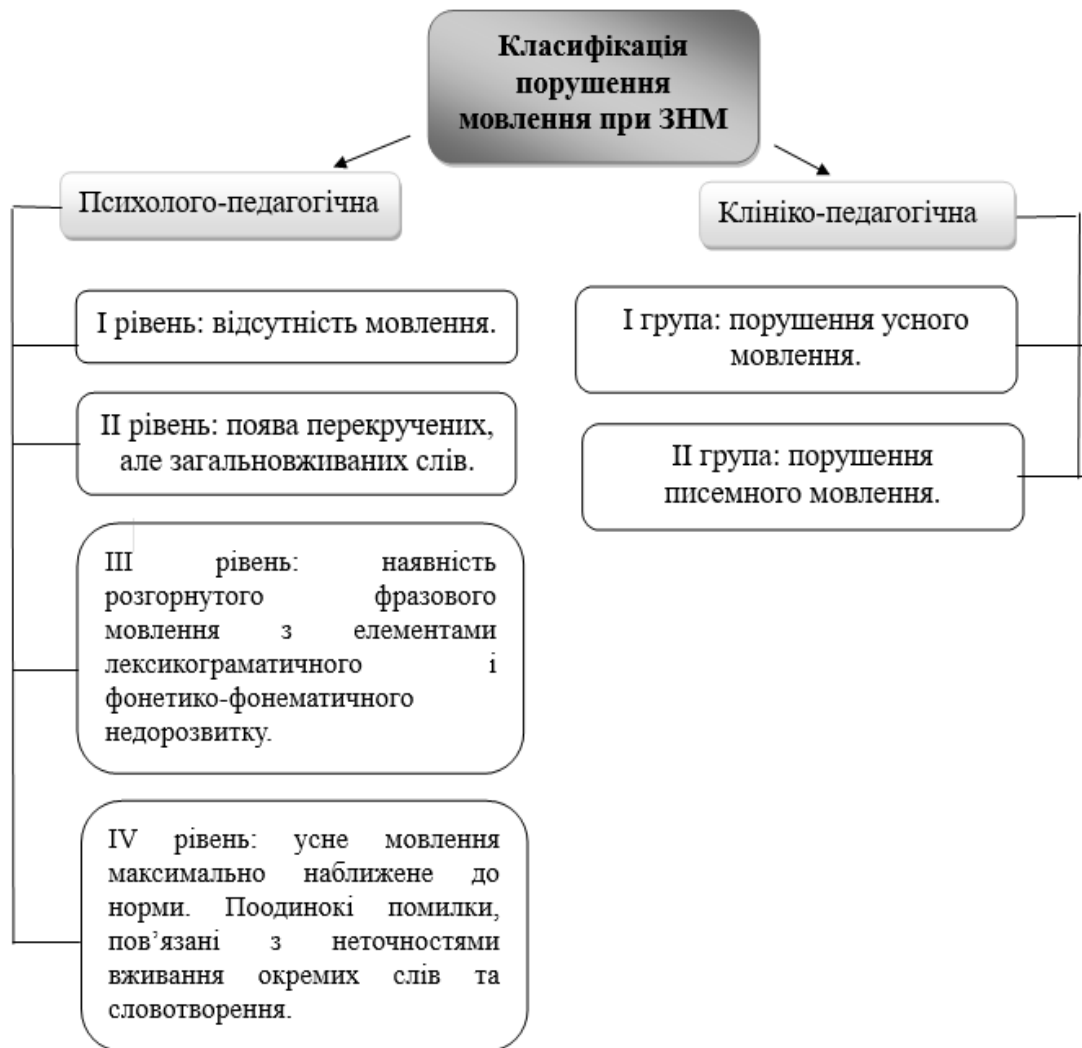 Класифікація
порушення
мовлення при ЗНМ
Психолого-педагогічна
Клініко-педагогічна
І рівень: відсутність мовлення.
ІІ рівень: поява перекручених,
але загальновживаних слів.
ІІІ рівень: наявність
розгорнутого фразового
мовлення з елементами
лексикограматичного і
фонетико-фонематичного
недорозвитку.
IV рівень: усне мовлення
максимально наближене до
норми. Поодинокі помилки,
пов’язані з неточностями
вживання окремих слів та
словотворення.
І група: порушення усного
мовлення.
ІІ група: порушення
писемного мовлення.